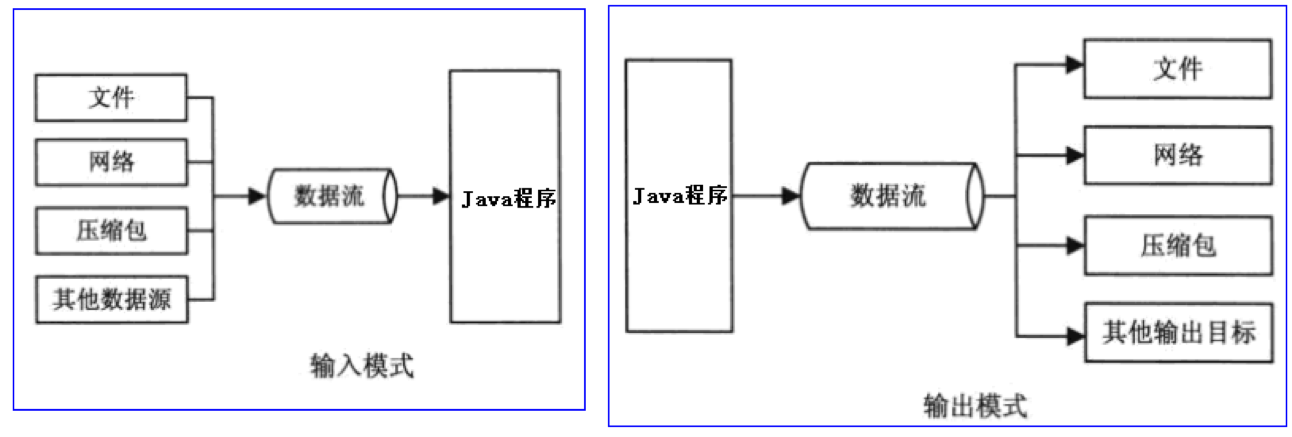 文件
网络
压缩包
其他数据源
数据流
Java程序
输入模式
Java程序
数据流
文件
网络
压缩包
其他输出目标
输出模式